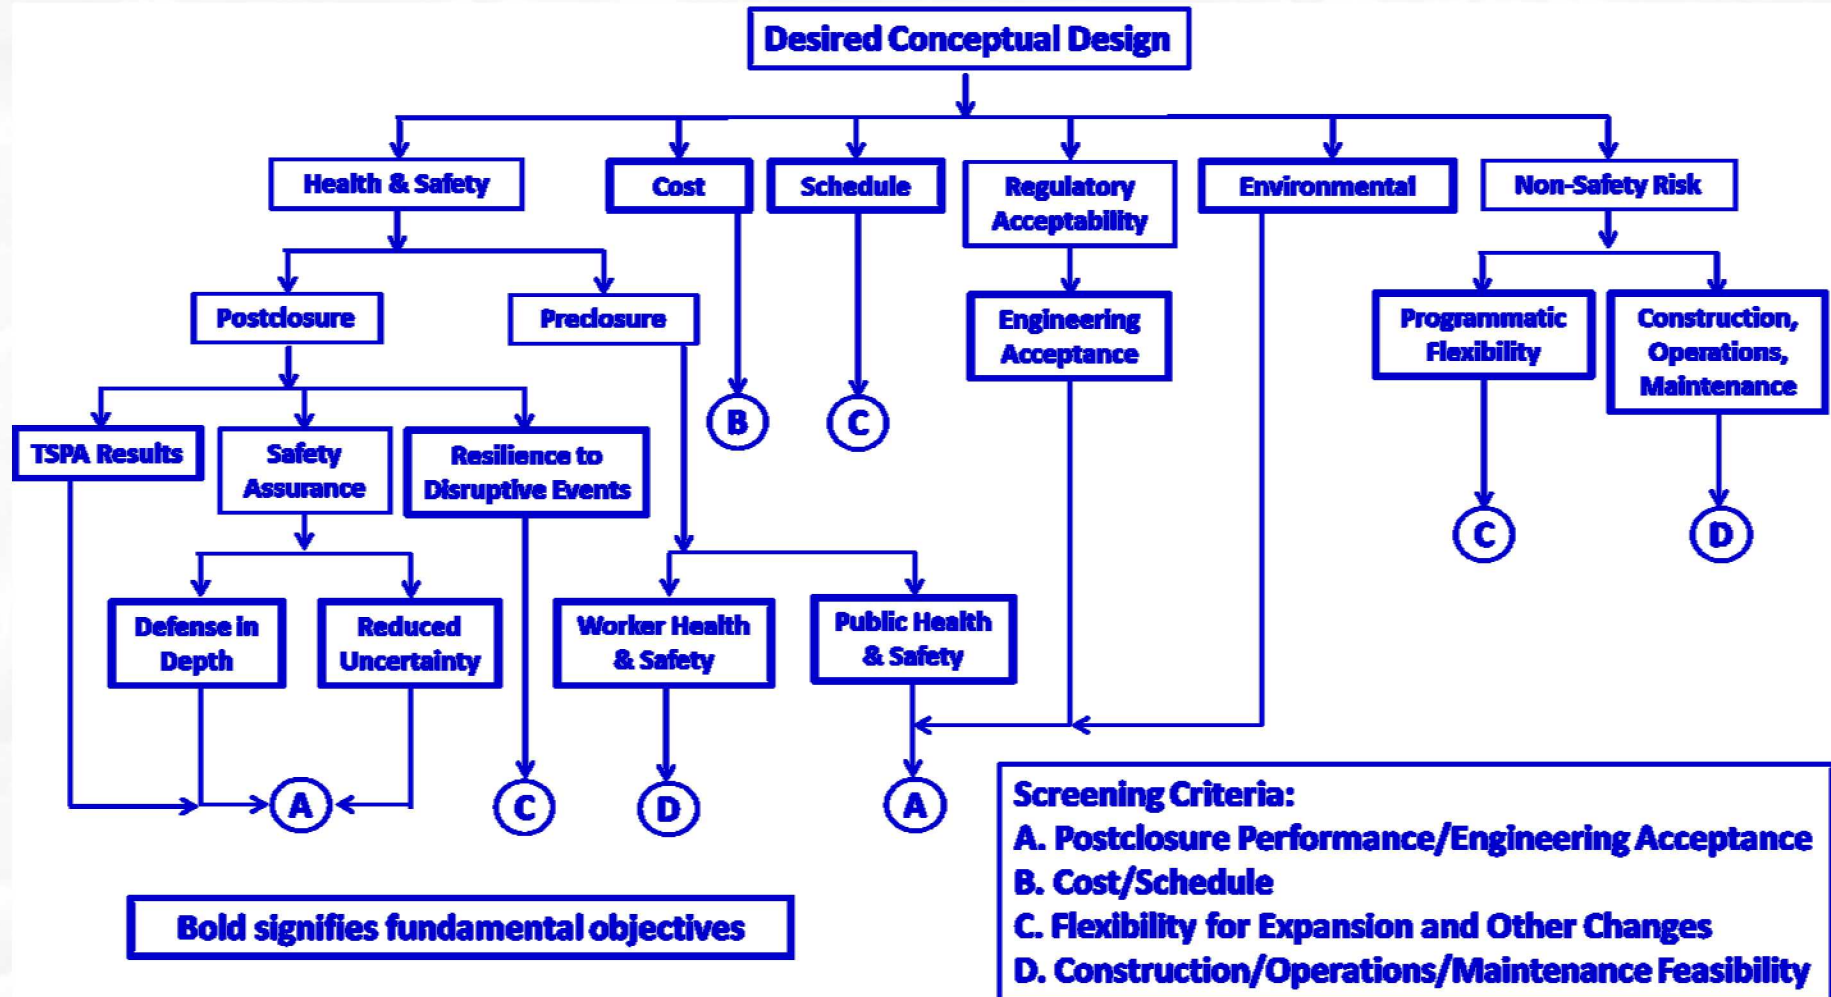 Desired Conceptual Design
Health & Safety
Cost
Schedule
Regulatory
Acceptability
Environmental
Non-Safety Risk
Postclosure
Preclosure
Engineering
Acceptance
Programmatic
Flexibility
Construction,
Operations,
Maintenance
B
C
TSPA Results
Safety
Assurance
Resilience to
Disruptive Events
C
D
Defense in
Depth
Reduced
Uncertainty
Worker Health
& Safety
Public Health
& Safety
A
C
D
A
Screening Criteria:
A. Postclosure Performance/Engineering Acceptance
B. Cost/Schedule
C. Flexibility for Expansion and Other Changes
D. Construction/Operations/Maintenance Feasibility
Bold signifies fundamental objectives